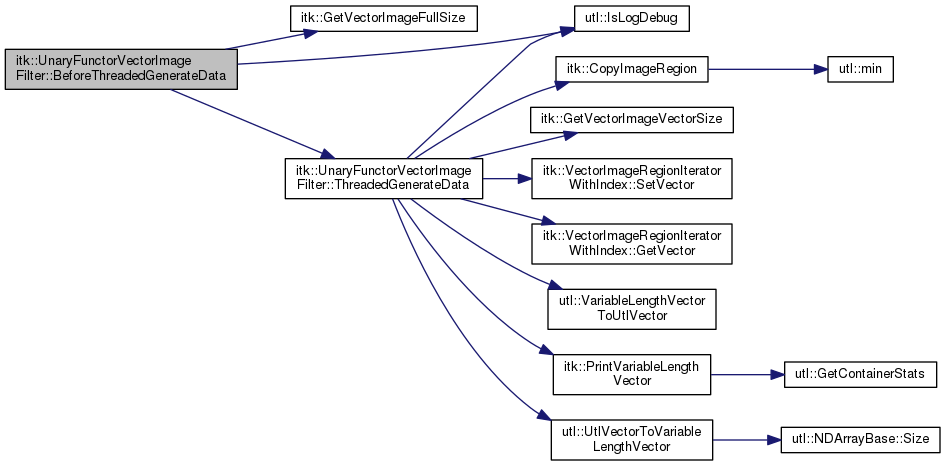 itk::UnaryFunctorVectorImage
Filter::BeforeThreadedGenerateData
itk::GetVectorImageFullSize
utl::IsLogDebug
itk::UnaryFunctorVectorImage
Filter::ThreadedGenerateData
itk::CopyImageRegion
utl::min
itk::GetVectorImageVectorSize
itk::VectorImageRegionIterator
WithIndex::SetVector
itk::VectorImageRegionIterator
WithIndex::GetVector
utl::VariableLengthVector
ToUtlVector
itk::PrintVariableLength
Vector
utl::GetContainerStats
utl::UtlVectorToVariable
LengthVector
utl::NDArrayBase::Size